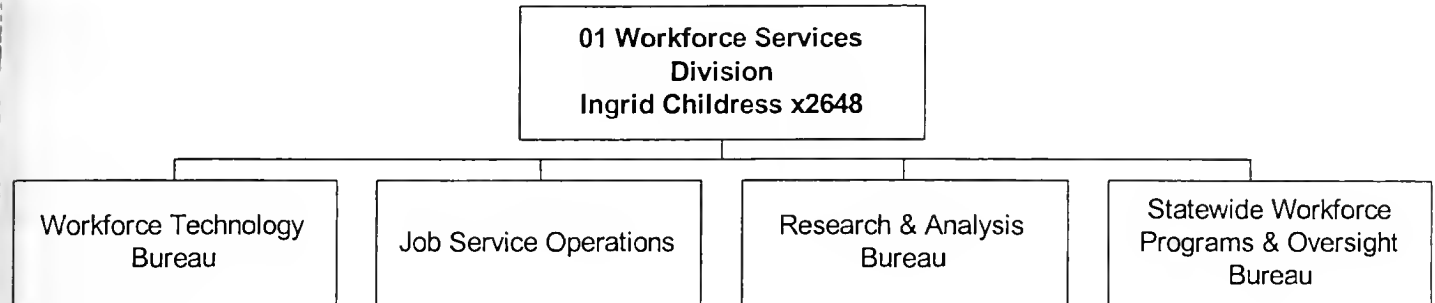 01 Workforce Services
Division
Ingrid Childress x2648
Workforce Technology
Bureau
Job Service Operations
Research & Analysis
Bureau
Statewide Workforce
Programs & Oversight
Bureau